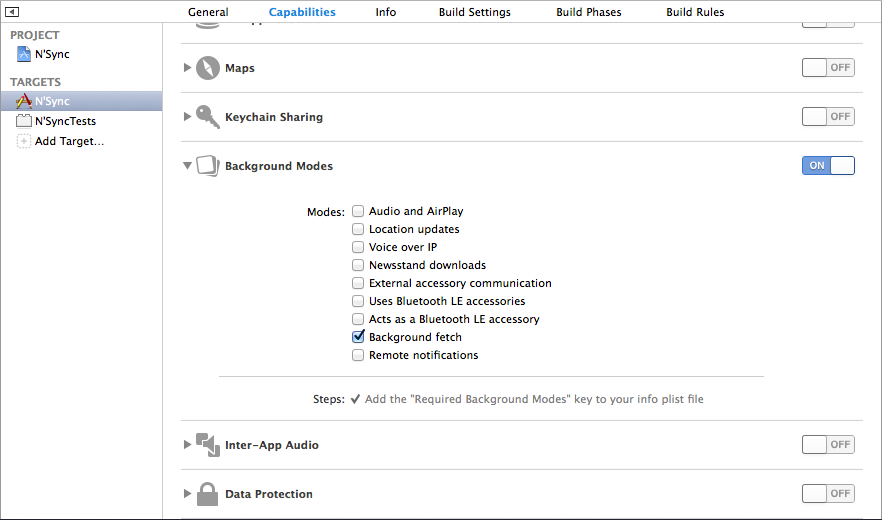 General Capabilities Info Build Settings Build Phases Build Rules
PROJECT
N'Sync
TARGETS
N'Sync
N'SyncTests
Add Target...
Maps OFF
Keychain Sharing OFF
Background Modes ON
Modes: Audio and AirPlay
Location updates
Voice over IP
Newsstand downloads
External accessory communication
Uses Bluetooth LE accessories
Acts as a Bluetooth LE accessory
Background fetch
Remote notifications
Steps: ✓ Add the "Required Background Modes" key to your info plist file
Inter-App Audio OFF
Data Protection OFF